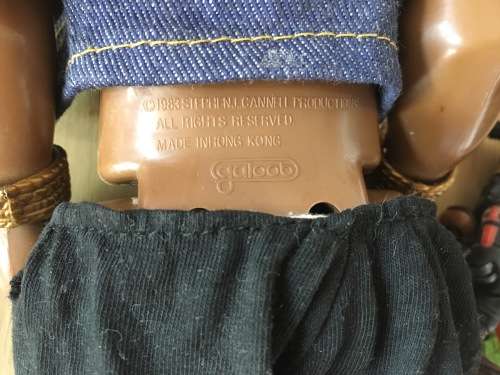 ©1983 STEPHEN J. CANNELL PRODUCTIONS
ALL RIGHTS RESERVED
MADE IN HONG KONG
galoob